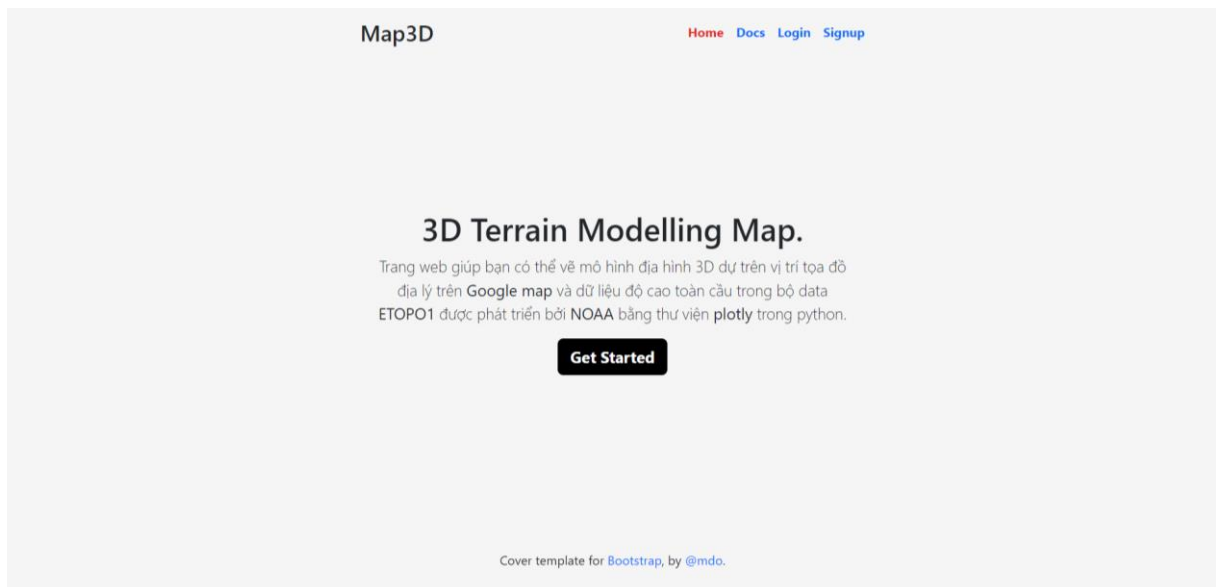 Map3D
Home Docs Login Signup
3D Terrain Modelling Map.
Trang web giúp bạn có thể vẽ mô hình địa hình 3D dự trên vị trí tọa đồ
địa lý trên Google map và dữ liệu độ cao toàn cầu trong bộ data
ETOPO1 được phát triển bởi NOAA bằng thư viện plotly trong python.
Get Started
Cover template for Bootstrap, by @mdo.